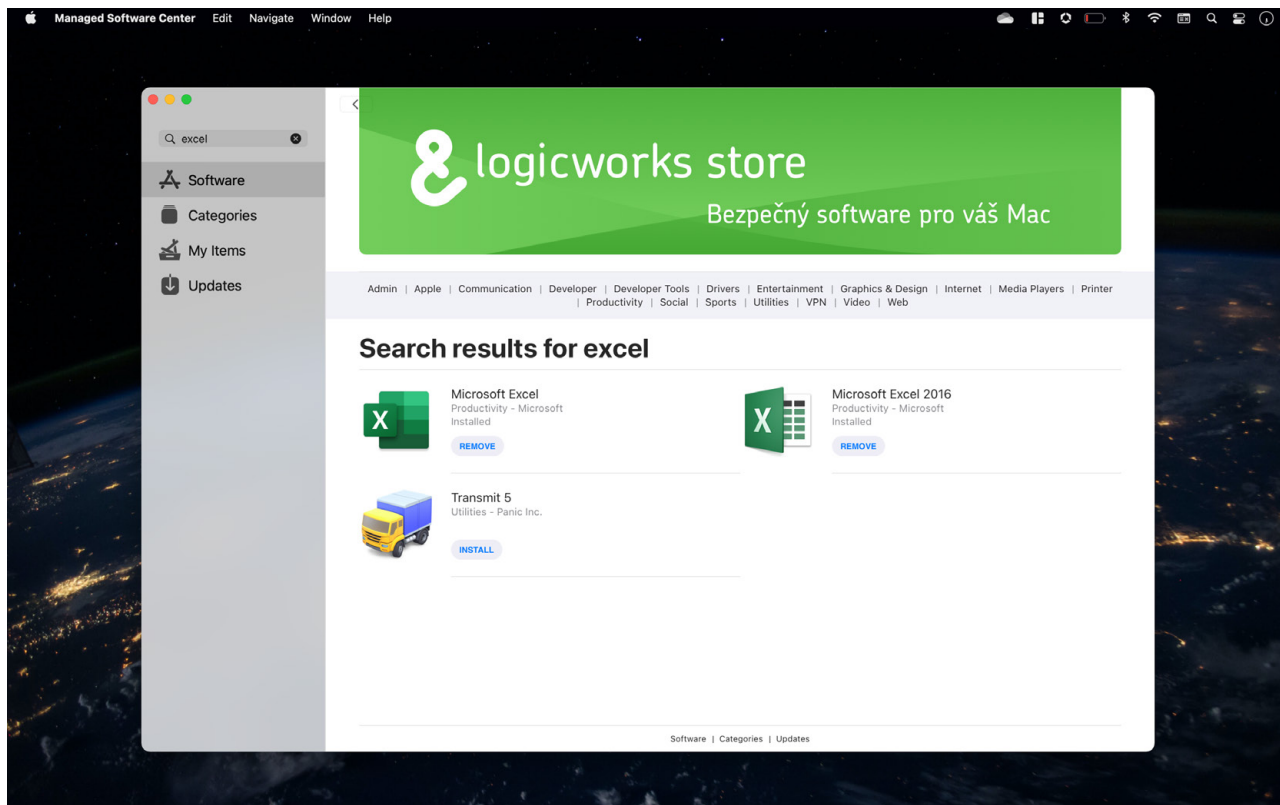 Managed Software Center Edit Navigate Window Help
excel
Software
Categories
My Items
Updates
logicworks store
Bezpečný software pro váš Mac
Admin | Apple | Communication | Developer | Developer Tools | Drivers | Entertainment | Graphics & Design | Internet | Media Players | Printer
| Productivity | Social | Sports | Utilities | VPN | Video | Web
Search results for excel
Microsoft Excel
Productivity - Microsoft
Installed
REMOVE
Microsoft Excel 2016
Productivity - Microsoft
Installed
REMOVE
Transmit 5
Utilities - Panic Inc.
INSTALL
Software | Categories | Updates